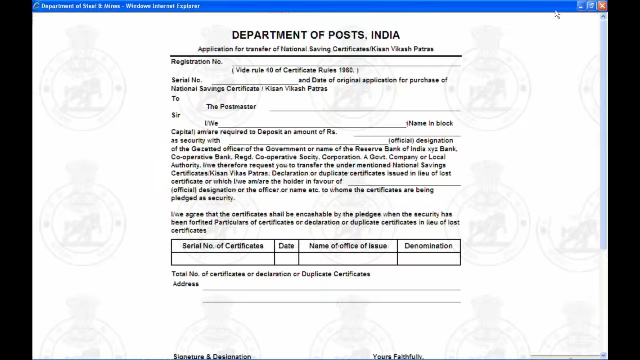 Department of Steel & Mines - Windows Internet Explorer
DEPARTMENT OF POSTS, INDIA
Application for transfer of National Saving Certificates/Kisan Vikash Patras
Registration No.
( Vide rule 40 of Certificate Rules 1960. )
Serial No. and Date of original application for purchase of
National Savings Certificate / Kisan Vikash Patras
To
The Postmaster
Sir
I/We (Name in block
Capital) am/are required to Deposit an amount of Rs.
as security with (official) designation
of the Gezatted officer of the Government or name of the Reserve Bank of India xyz Bank,
Co-operative Bank, Regd. Co-operative Socity, Corporation. A Govt. Company or Local
Authority. I/we therefore request you to transfer the under mentioned National Savings
Certificates/Kisan Vikas Patras. Declaration or duplicate certificates issued in lieu of lost
certificate or which I/we am/are the holder in favour of
(official) designation or the officer or name etc. to whome the certificates are being
pledged as security.
I/we agree that the certificates shall be encashable by the pledges when the security has
been forfited Particulars of certificates or declaration or duplicate certificates in lieu of lost
certificates
Serial No. of Certificates Date Name of office of Issue Denomination
Total No. of certificates or declaration or Duplicate Certificates
Address
Signature & Designation Yours Faithfully,